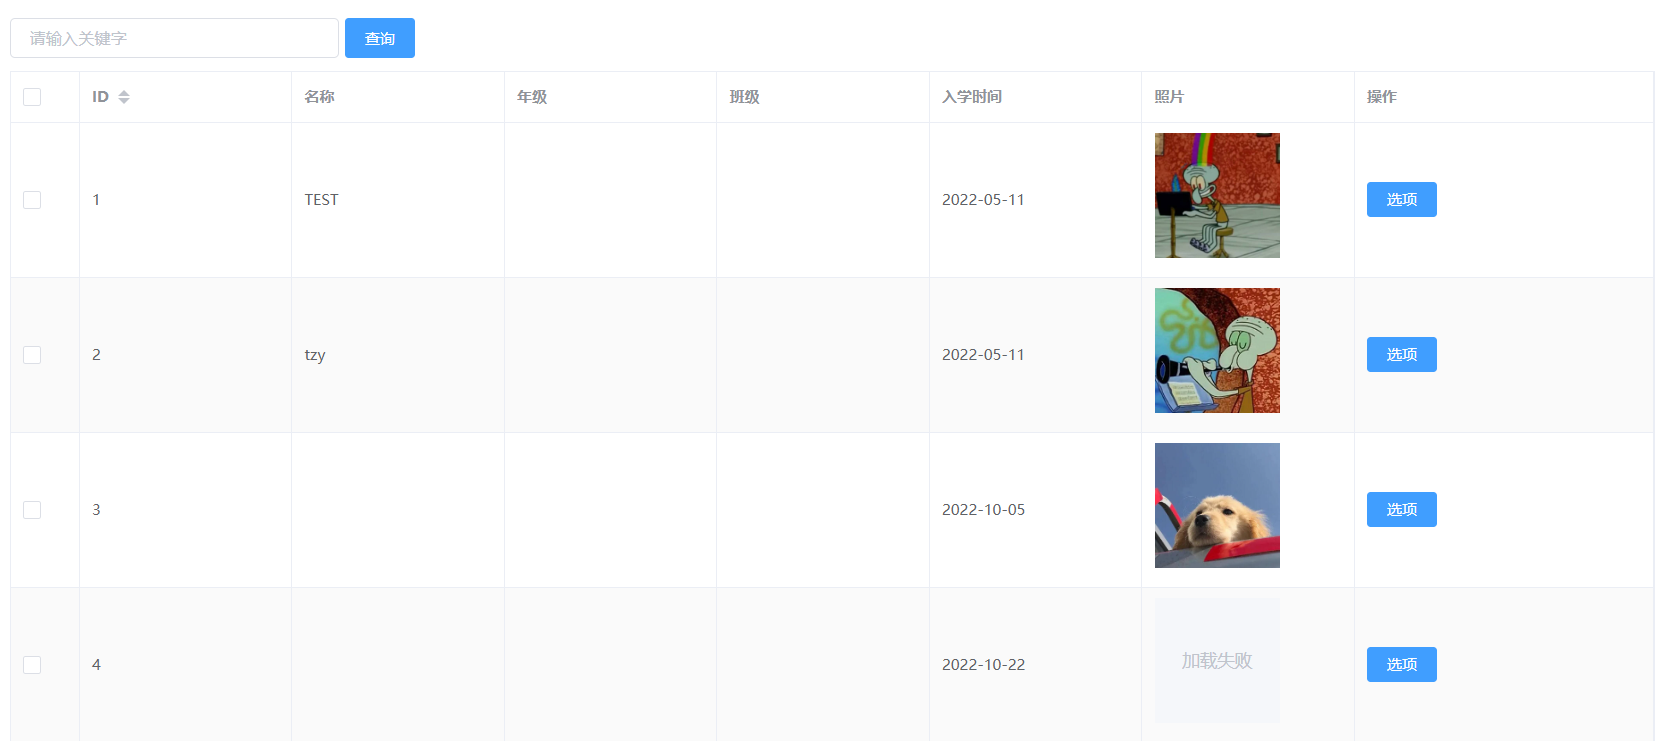 请输入关键字 查询
ID 名称 年级 班级 入学时间 照片 操作
1 TEST 2022-05-11 选项
2 tzy 2022-05-11 选项
3 2022-10-05 选项
4 2022-10-22 加载失败 选项